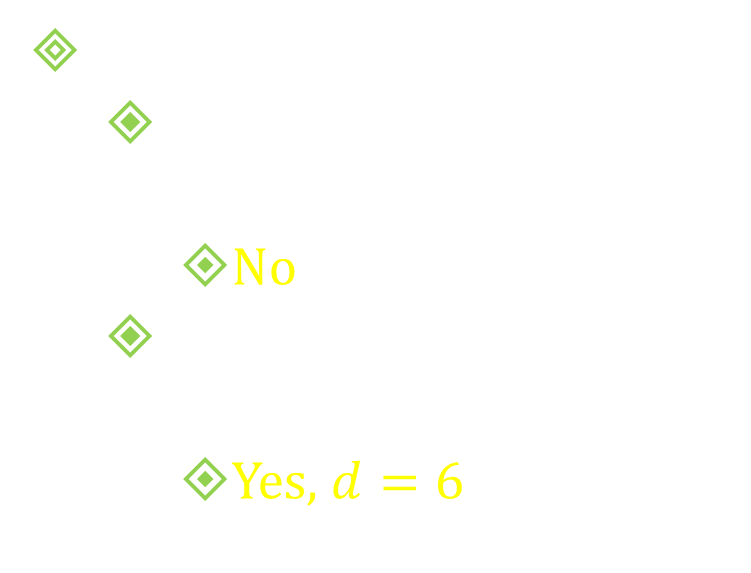 No
Yes, d = 6